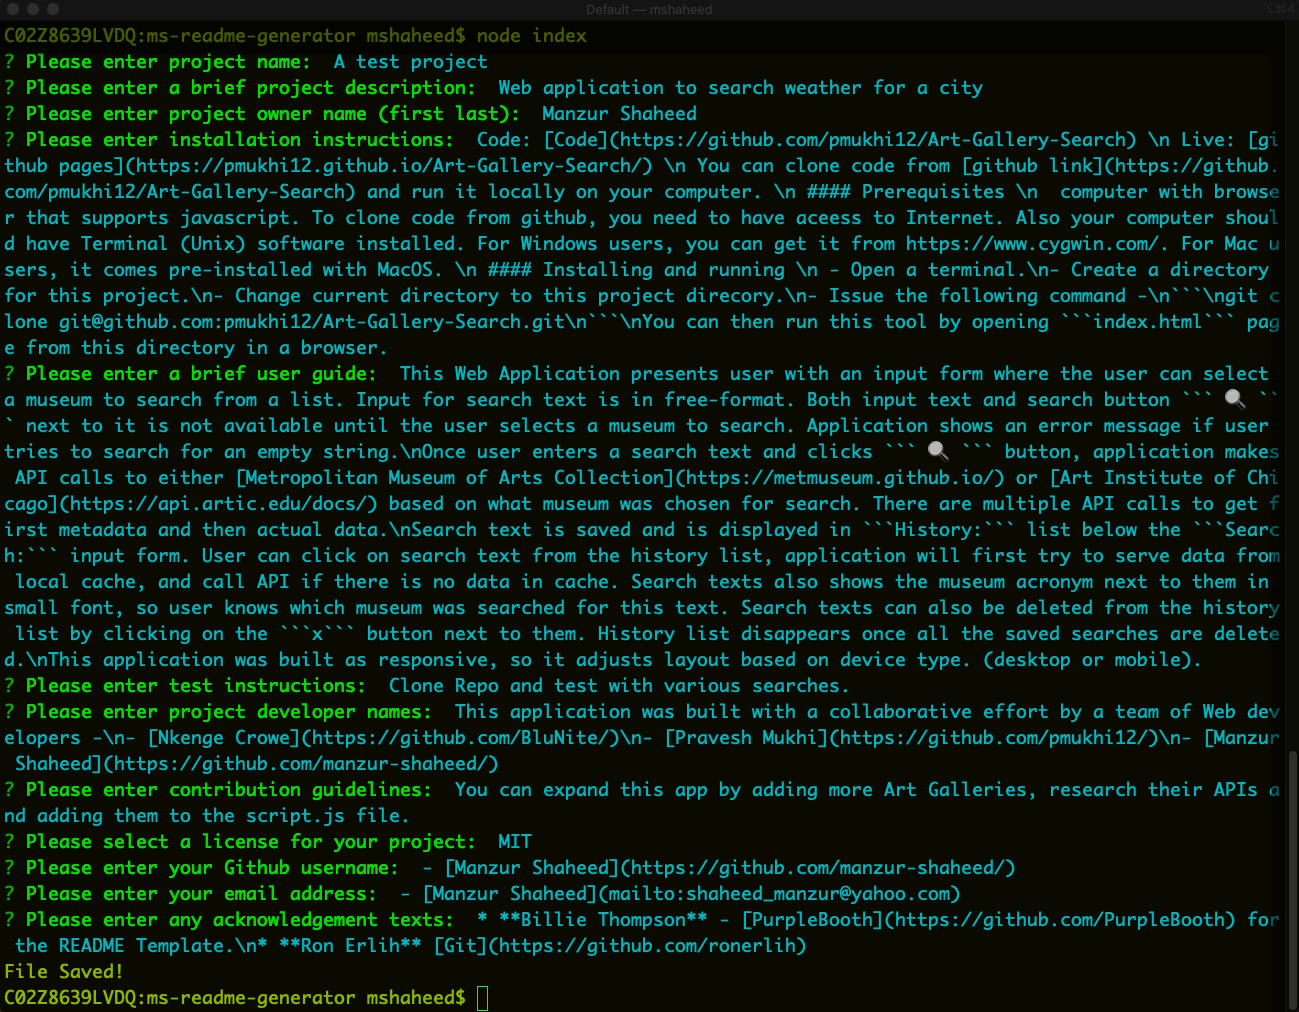 Default — mshaheed
⌥⌘4
C02Z8639LVDQ:ms-readme-generator mshaheed$ node index
? Please enter project name:  A test project
? Please enter a brief project description:  Web application to search weather for a city
? Please enter project owner name (first last):  Manzur Shaheed
? Please enter installation instructions:  Code: [Code](https://github.com/pmukhi12/Art-Gallery-Search) \n Live: [gi
thub pages](https://pmukhi12.github.io/Art-Gallery-Search/) \n You can clone code from [github link](https://github.
com/pmukhi12/Art-Gallery-Search) and run it locally on your computer. \n #### Prerequisites \n  computer with browse
r that supports javascript. To clone code from github, you need to have aceess to Internet. Also your computer shoul
d have Terminal (Unix) software installed. For Windows users, you can get it from https://www.cygwin.com/. For Mac u
sers, it comes pre-installed with MacOS. \n #### Installing and running \n - Open a terminal.\n- Create a directory
for this project.\n- Change current directory to this project direcory.\n- Issue the following command -\n```\ngit c
lone git@github.com:pmukhi12/Art-Gallery-Search.git\n```\nYou can then run this tool by opening ```index.html``` pag
e from this directory in a browser.
? Please enter a brief user guide:  This Web Application presents user with an input form where the user can select
a museum to search from a list. Input for search text is in free-format. Both input text and search button ``` 🔍 ``
` next to it is not available until the user selects a museum to search. Application shows an error message if user
tries to search for an empty string.\nOnce user enters a search text and clicks ``` 🔍 ``` button, application makes
 API calls to either [Metropolitan Museum of Arts Collection](https://metmuseum.github.io/) or [Art Institute of Chi
cago](https://api.artic.edu/docs/) based on what museum was chosen for search. There are multiple API calls to get f
irst metadata and then actual data.\nSearch text is saved and is displayed in ```History:``` list below the ```Searc
h:``` input form. User can click on search text from the history list, application will first try to serve data from
 local cache, and call API if there is no data in cache. Search texts also shows the museum acronym next to them in
small font, so user knows which museum was searched for this text. Search texts can also be deleted from the history
 list by clicking on the ```x``` button next to them. History list disappears once all the saved searches are delete
d.\nThis application was built as responsive, so it adjusts layout based on device type. (desktop or mobile).
? Please enter test instructions:  Clone Repo and test with various searches.
? Please enter project developer names:  This application was built with a collaborative effort by a team of Web dev
elopers -\n- [Nkenge Crowe](https://github.com/BluNite/)\n- [Pravesh Mukhi](https://github.com/pmukhi12/)\n- [Manzur
 Shaheed](https://github.com/manzur-shaheed/)
? Please enter contribution guidelines:  You can expand this app by adding more Art Galleries, research their APIs a
nd adding them to the script.js file.
? Please select a license for your project:  MIT
? Please enter your Github username:  - [Manzur Shaheed](https://github.com/manzur-shaheed/)
? Please enter your email address:  - [Manzur Shaheed](mailto:shaheed_manzur@yahoo.com)
? Please enter any acknowledgement texts:  * **Billie Thompson** - [PurpleBooth](https://github.com/PurpleBooth) for
 the README Template.\n* **Ron Erlih** [Git](https://github.com/ronerlih)
File Saved!
C02Z8639LVDQ:ms-readme-generator mshaheed$